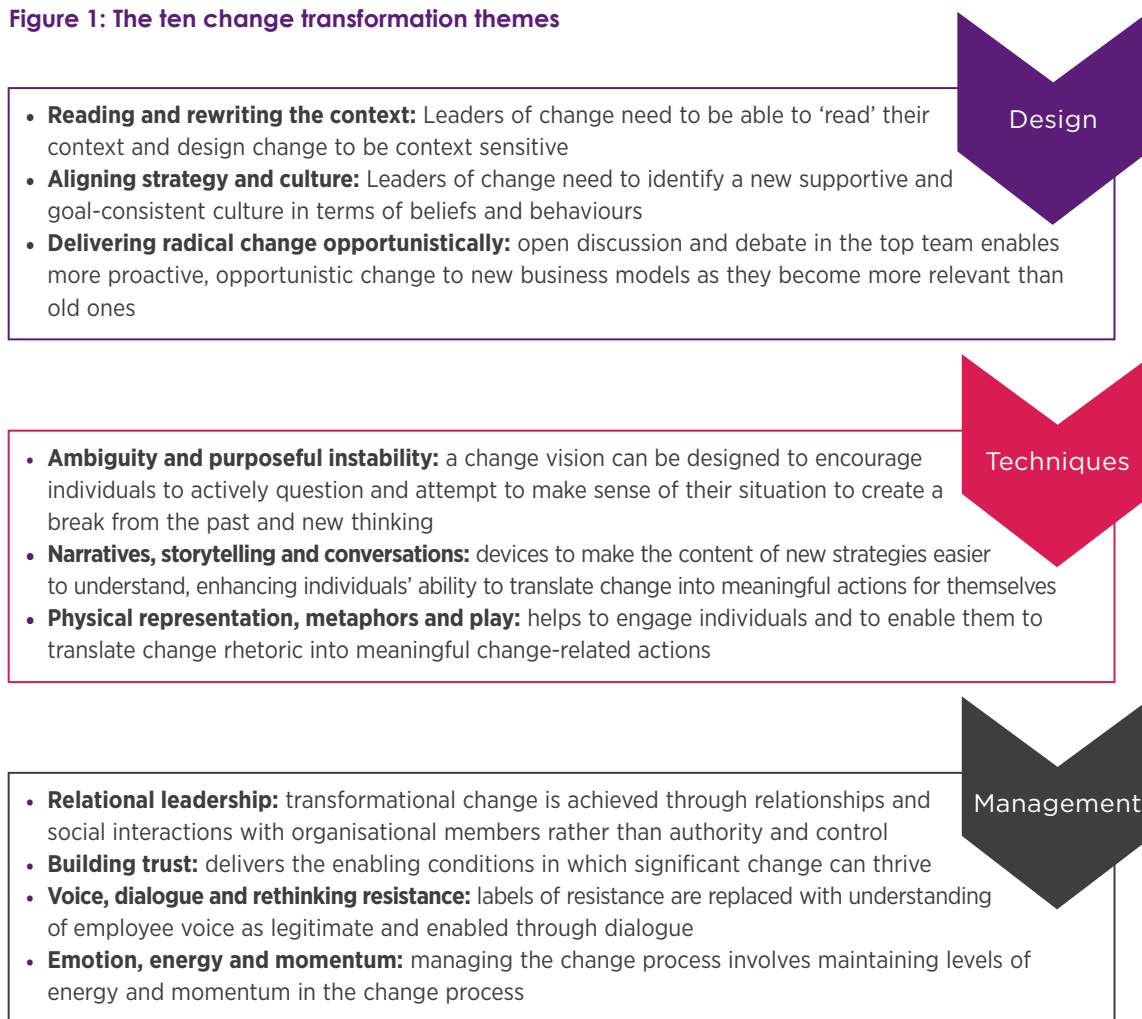 Figure 1: The ten change transformation themes
Design
• Reading and rewriting the context: Leaders of change need to be able to ‘read’ their
context and design change to be context sensitive
• Aligning strategy and culture: Leaders of change need to identify a new supportive and
goal-consistent culture in terms of beliefs and behaviours
• Delivering radical change opportunistically: open discussion and debate in the top team enables
more proactive, opportunistic change to new business models as they become more relevant than
old ones
Techniques
• Ambiguity and purposeful instability: a change vision can be designed to encourage
individuals to actively question and attempt to make sense of their situation to create a
break from the past and new thinking
• Narratives, storytelling and conversations: devices to make the content of new strategies easier
to understand, enhancing individuals’ ability to translate change into meaningful actions for themselves
• Physical representation, metaphors and play: helps to engage individuals and to enable them to
translate change rhetoric into meaningful change-related actions
Management
• Relational leadership: transformational change is achieved through relationships and
social interactions with organisational members rather than authority and control
• Building trust: delivers the enabling conditions in which significant change can thrive
• Voice, dialogue and rethinking resistance: labels of resistance are replaced with understanding
of employee voice as legitimate and enabled through dialogue
• Emotion, energy and momentum: managing the change process involves maintaining levels of
energy and momentum in the change process